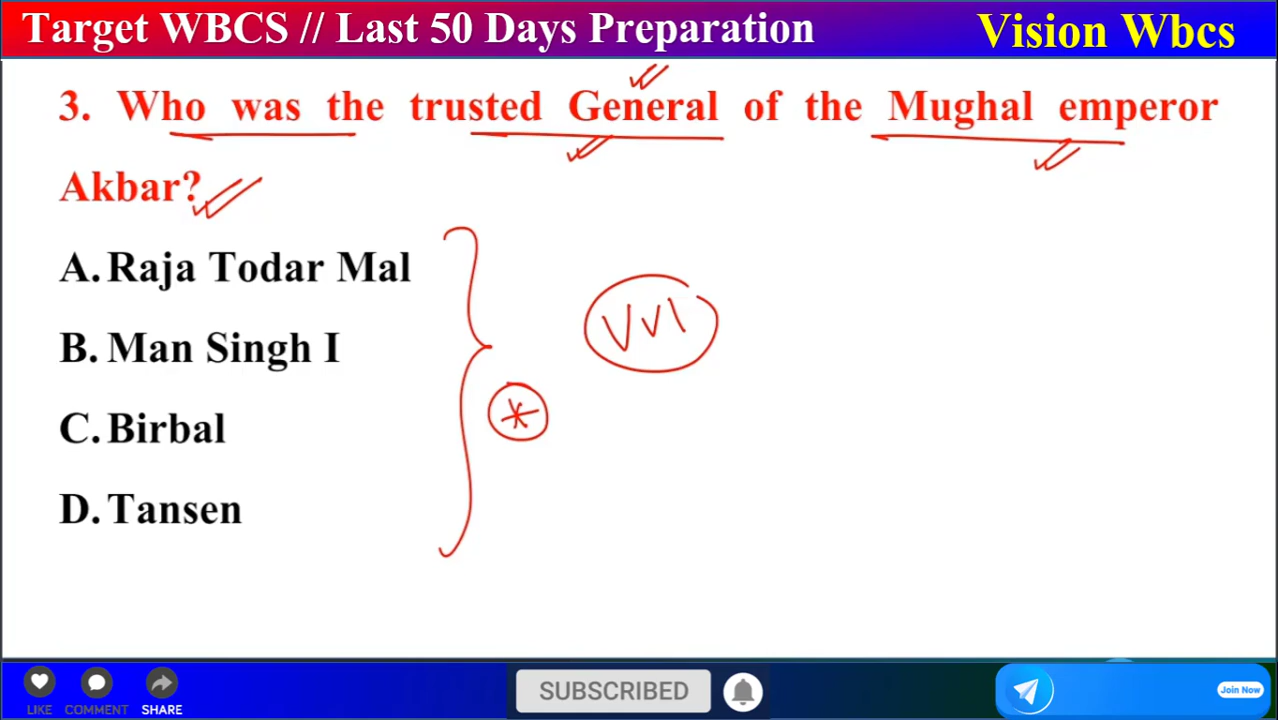 Target WBCS // Last 50 Days Preparation
Vision Wbcs
3. Who was the trusted General of the Mughal emperor
Akbar?
A. Raja Todar Mal
B. Man Singh I
C. Birbal
D. Tansen
VVI
LIKE COMMENT SHARE
SUBSCRIBED
Join Now